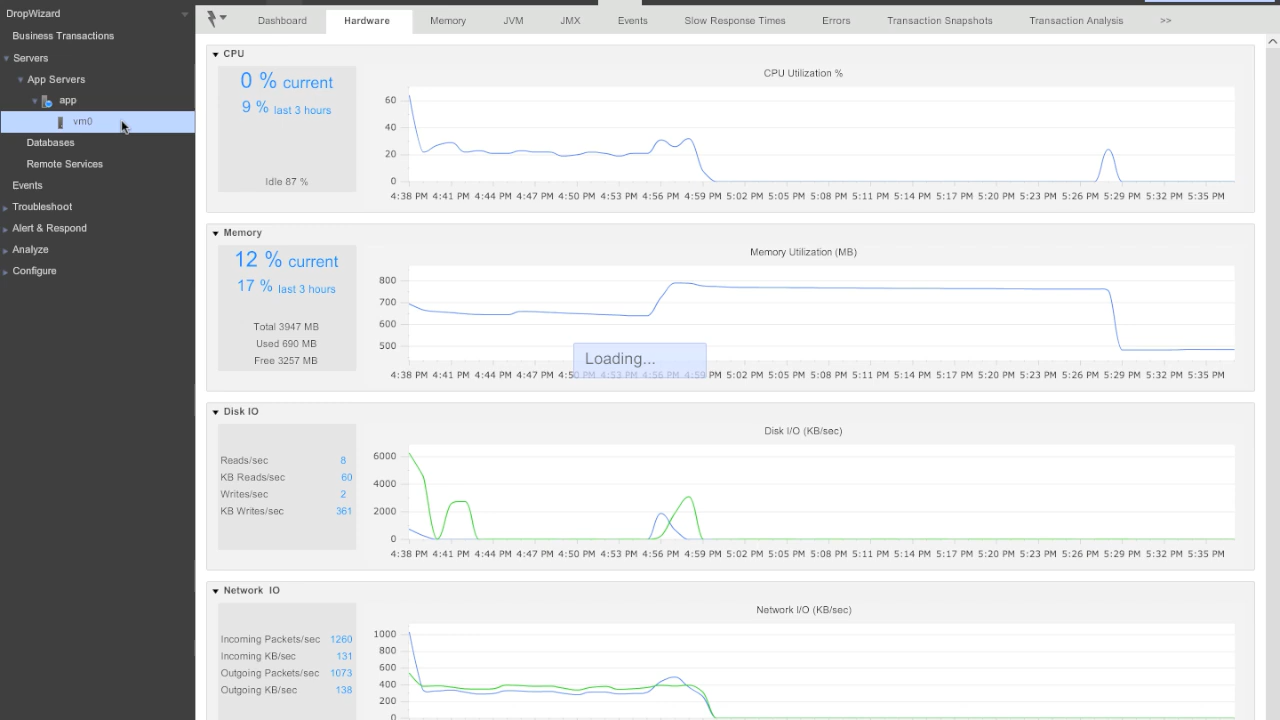 DropWizard
Business Transactions
Servers
App Servers
app
vm0
Databases
Remote Services
Events
Troubleshoot
Alert & Respond
Analyze
Configure
Dashboard Hardware Memory JVM JMX Events Slow Response Times Errors Transaction Snapshots Transaction Analysis >>
CPU
0 % current
9 % last 3 hours
Idle 87 %
CPU Utilization %
60
40
20
0
4:38 PM 4:41 PM 4:44 PM 4:47 PM 4:50 PM 4:53 PM 4:56 PM 4:59 PM 5:02 PM 5:05 PM 5:08 PM 5:11 PM 5:14 PM 5:17 PM 5:20 PM 5:23 PM 5:26 PM 5:29 PM 5:32 PM 5:35 PM
Memory
12 % current
17 % last 3 hours
Total 3947 MB
Used 690 MB
Free 3257 MB
Memory Utilization (MB)
800
700
600
500
Loading...
4:38 PM 4:41 PM 4:44 PM 4:47 PM 4:50 PM 4:53 PM 4:56 PM 4:59 PM 5:02 PM 5:05 PM 5:08 PM 5:11 PM 5:14 PM 5:17 PM 5:20 PM 5:23 PM 5:26 PM 5:29 PM 5:32 PM 5:35 PM
Disk IO
Reads/sec 8
KB Reads/sec 60
Writes/sec 2
KB Writes/sec 361
Disk I/O (KB/sec)
6000
4000
2000
0
4:38 PM 4:41 PM 4:44 PM 4:47 PM 4:50 PM 4:53 PM 4:56 PM 4:59 PM 5:02 PM 5:05 PM 5:08 PM 5:11 PM 5:14 PM 5:17 PM 5:20 PM 5:23 PM 5:26 PM 5:29 PM 5:32 PM 5:35 PM
Network IO
Incoming Packets/sec 1260
Incoming KB/sec 131
Outgoing Packets/sec 1073
Outgoing KB/sec 138
Network I/O (KB/sec)
1000
800
600
400
200
0